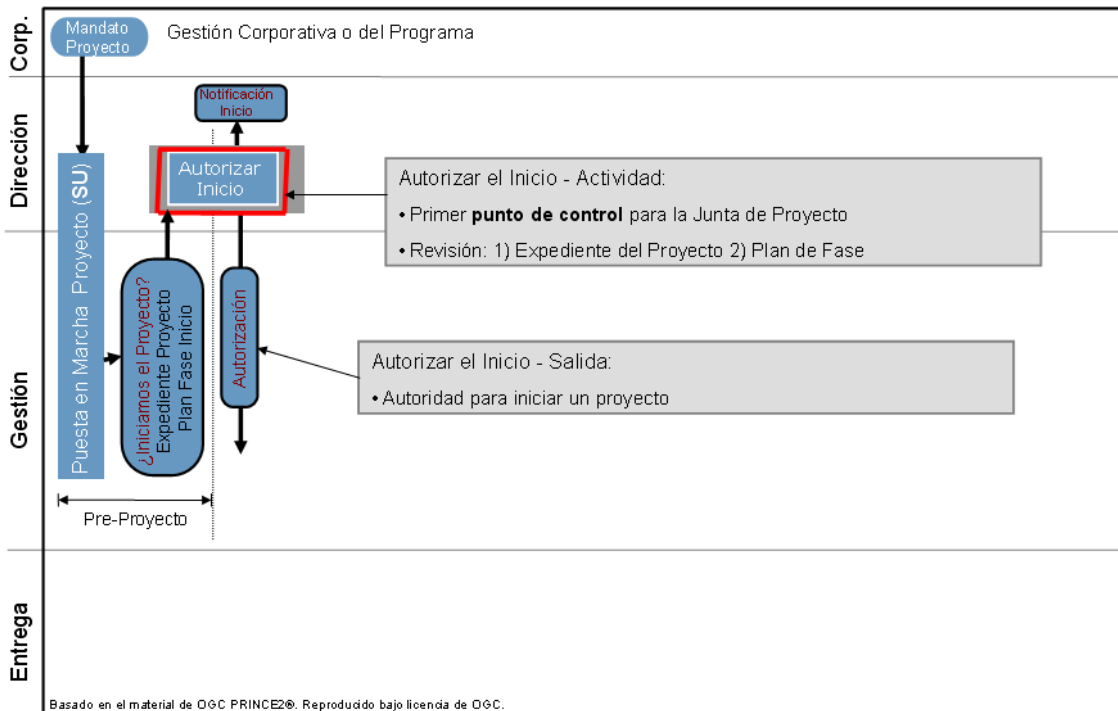 Corp.
Mandato
Proyecto
Gestión Corporativa o del Programa
Dirección
Notificación
Inicio
Autorizar
Inicio
Autorizar el Inicio - Actividad:
• Primer punto de control para la Junta de Proyecto
• Revisión: 1) Expediente del Proyecto 2) Plan de Fase
Gestión
Puesta en Marcha Proyecto (SU)
¿Iniciamos el Proyecto?
Expediente Proyecto
Plan Fase Inicio
Autorización
Autorizar el Inicio - Salida:
• Autoridad para iniciar un proyecto
Pre-Proyecto
Entrega
Basado en el material de OGC PRINCE2®. Reproducido bajo licencia de OGC.